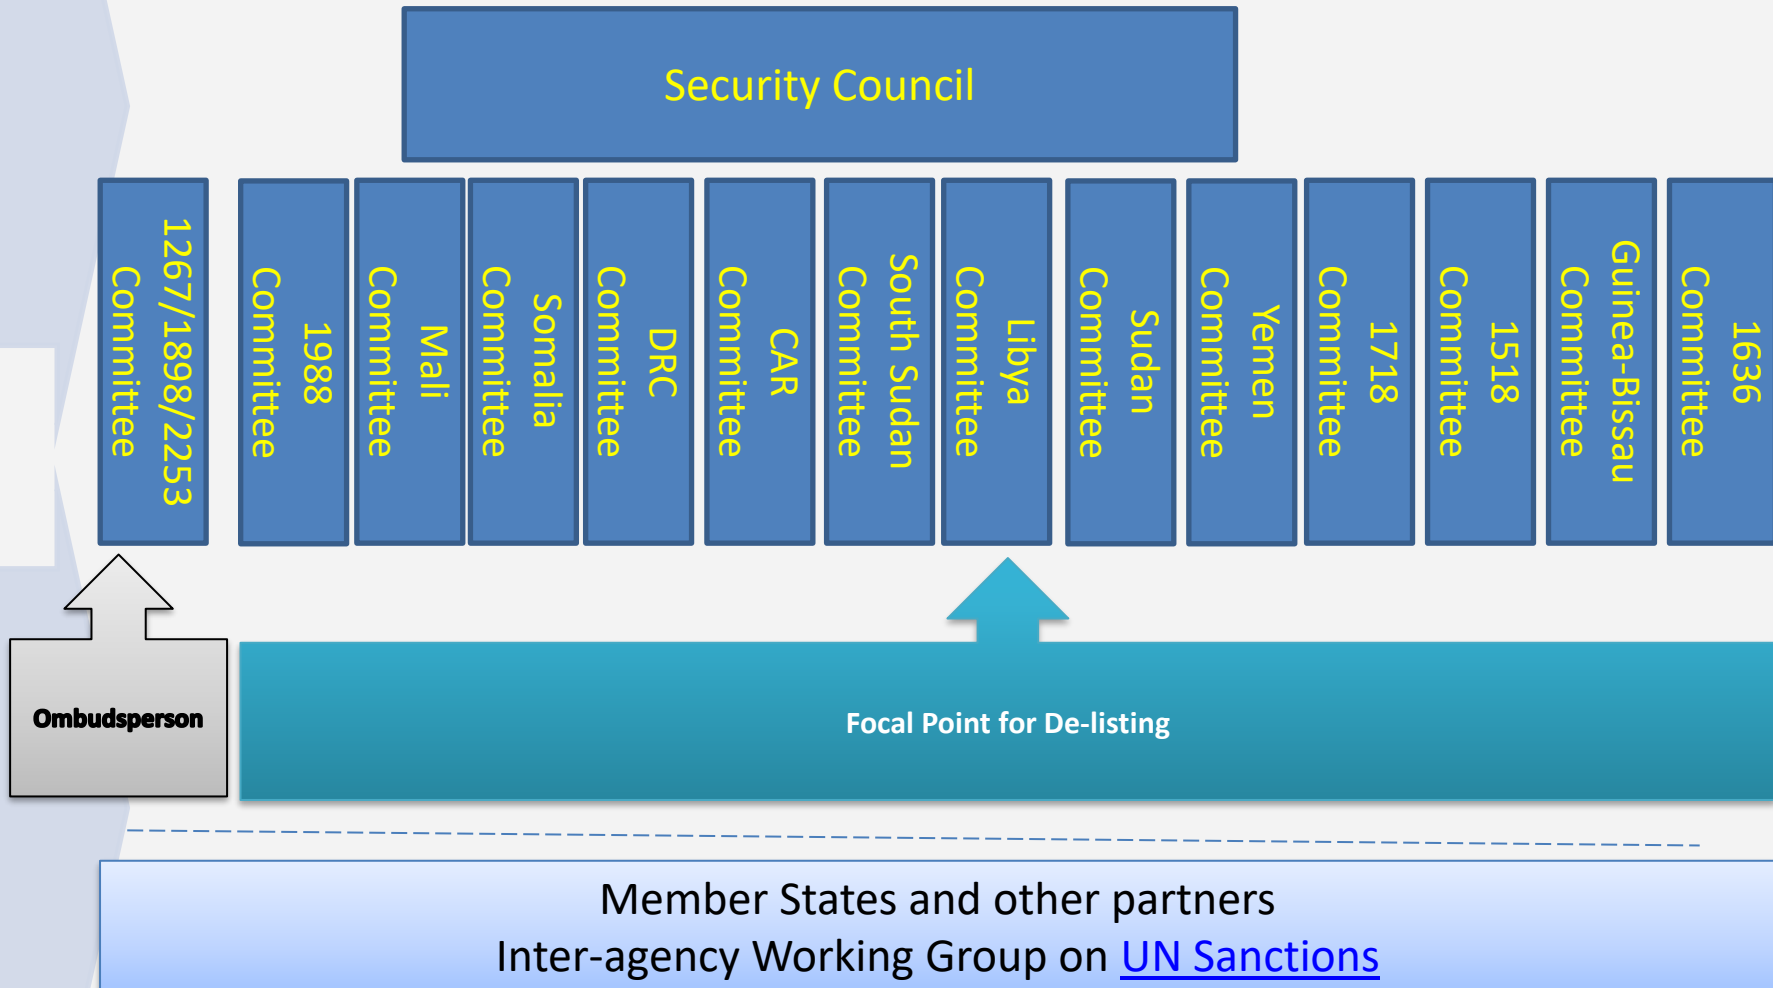 Security Council
1267/1898/2253
Committee
1988
Committee
Mali
Committee
Somalia
Committee
DRC
Committee
CAR
Committee
South Sudan
Committee
Libya
Committee
Sudan
Committee
Yemen
Committee
1718
Committee
1518
Committee
Guinea-Bissau
Committee
1636
Committee
Ombudsperson
Focal Point for De-listing
Member States and other partners
Inter-agency Working Group on UN Sanctions